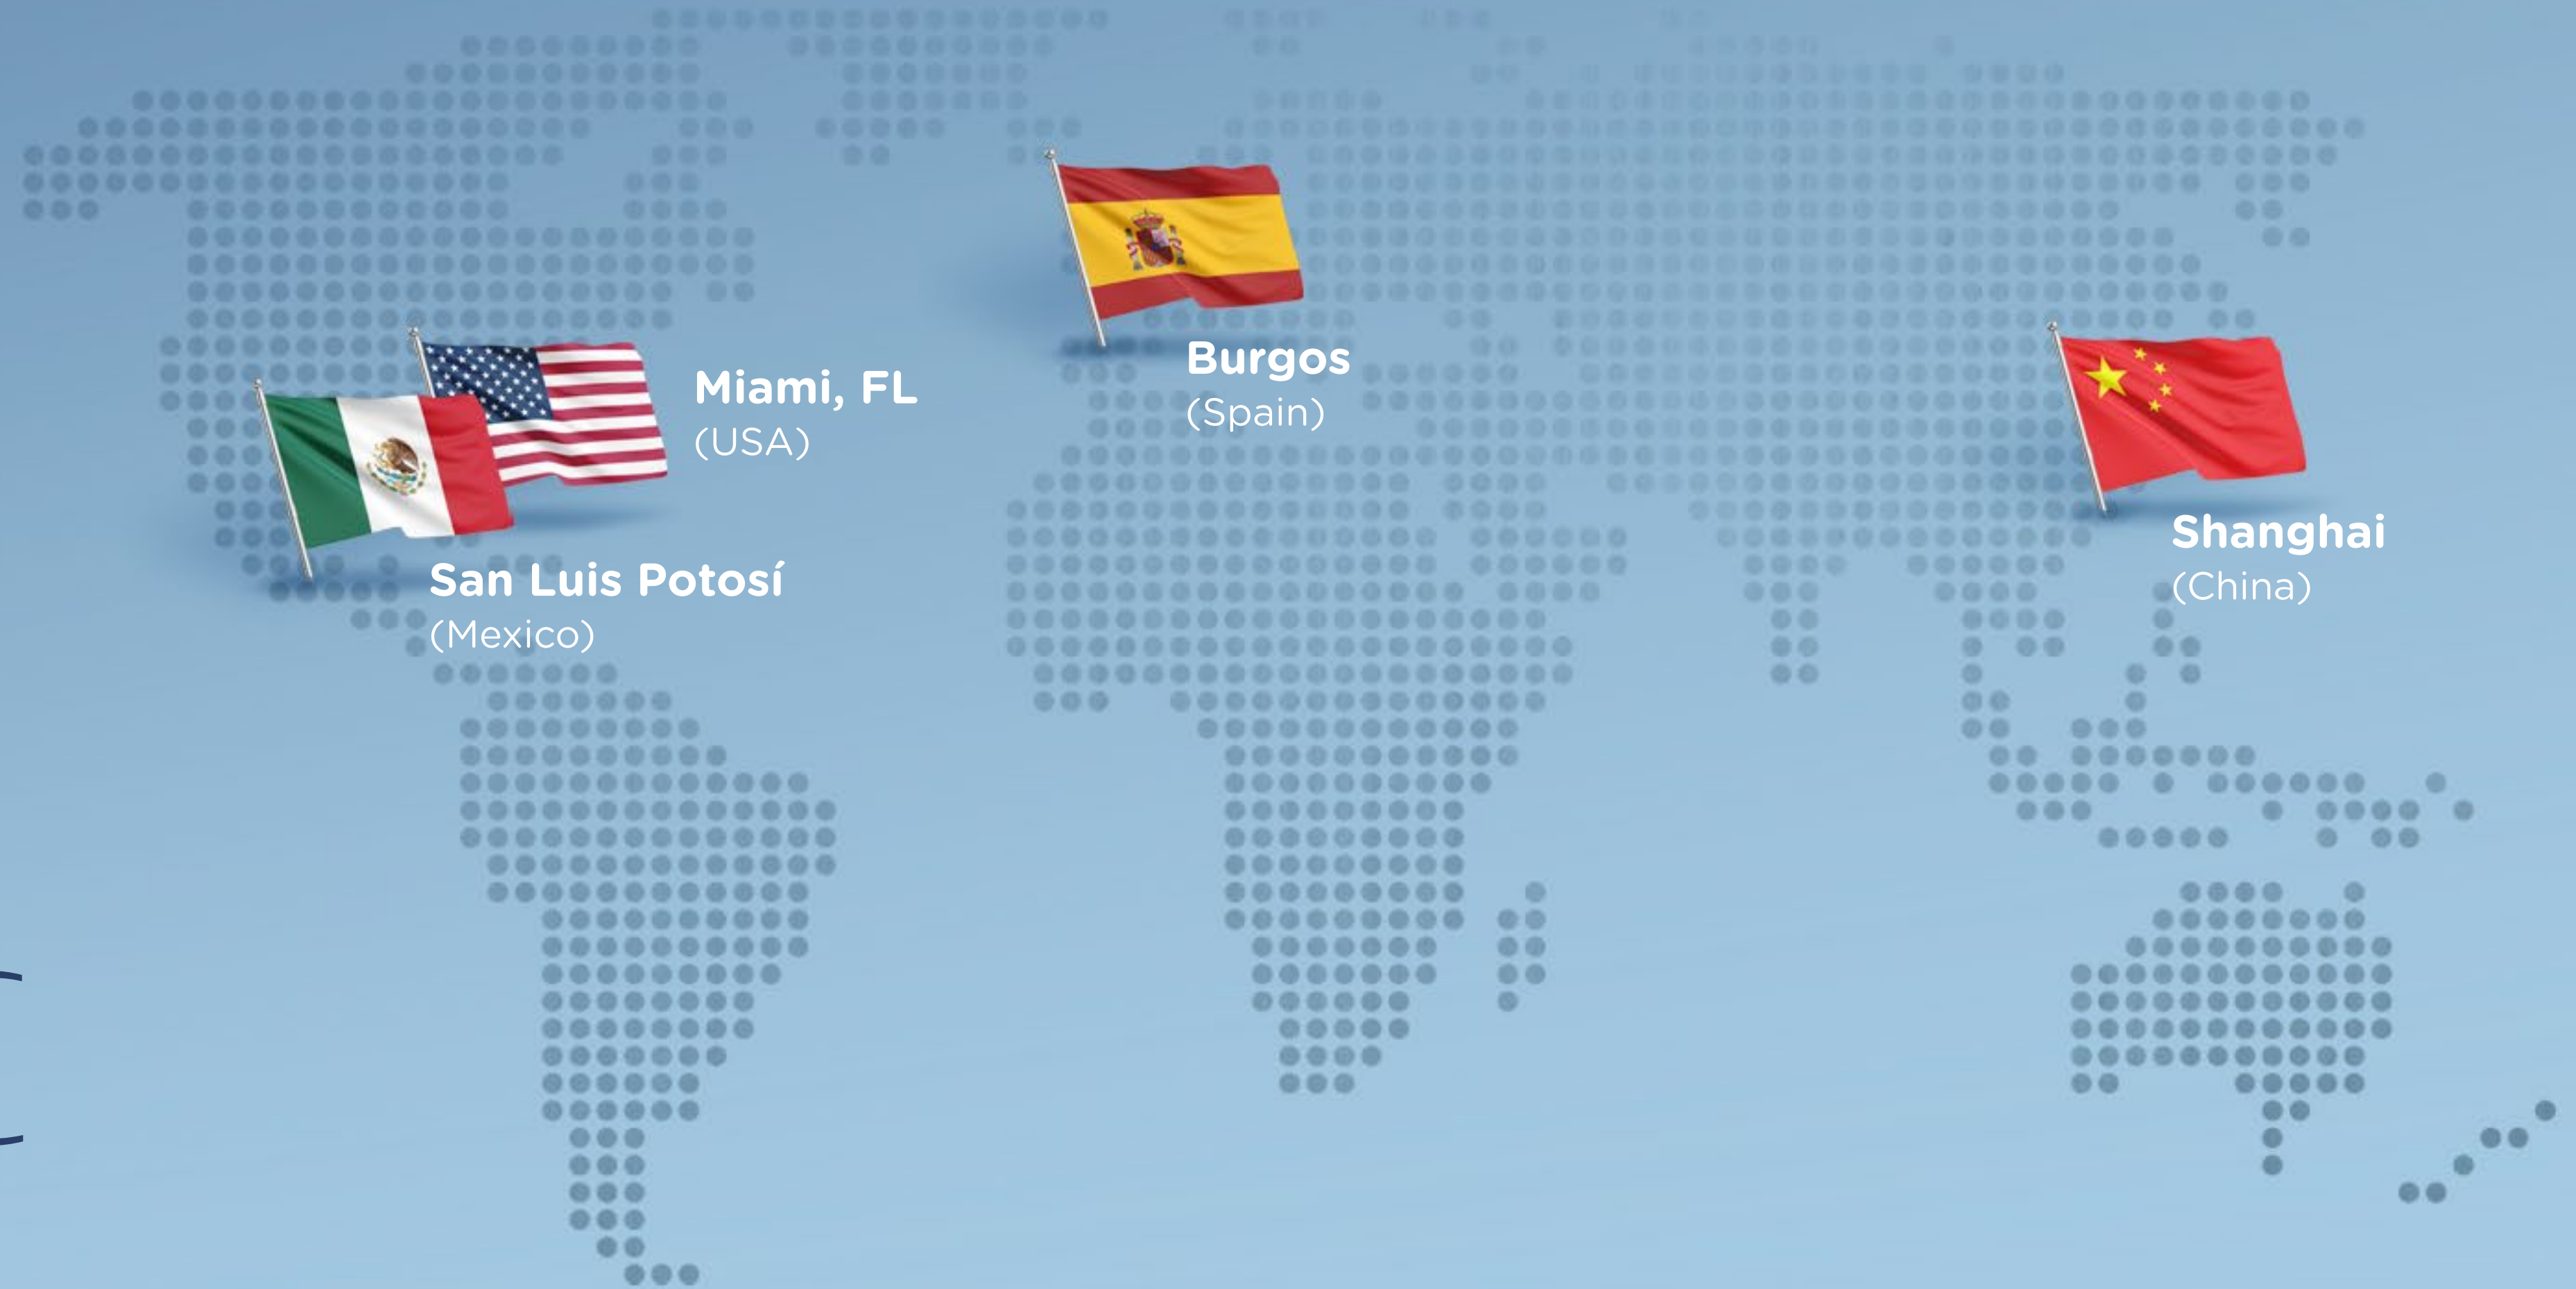 Miami, FL
(USA)
San Luis Potosí
(Mexico)
Burgos
(Spain)
Shanghai
(China)